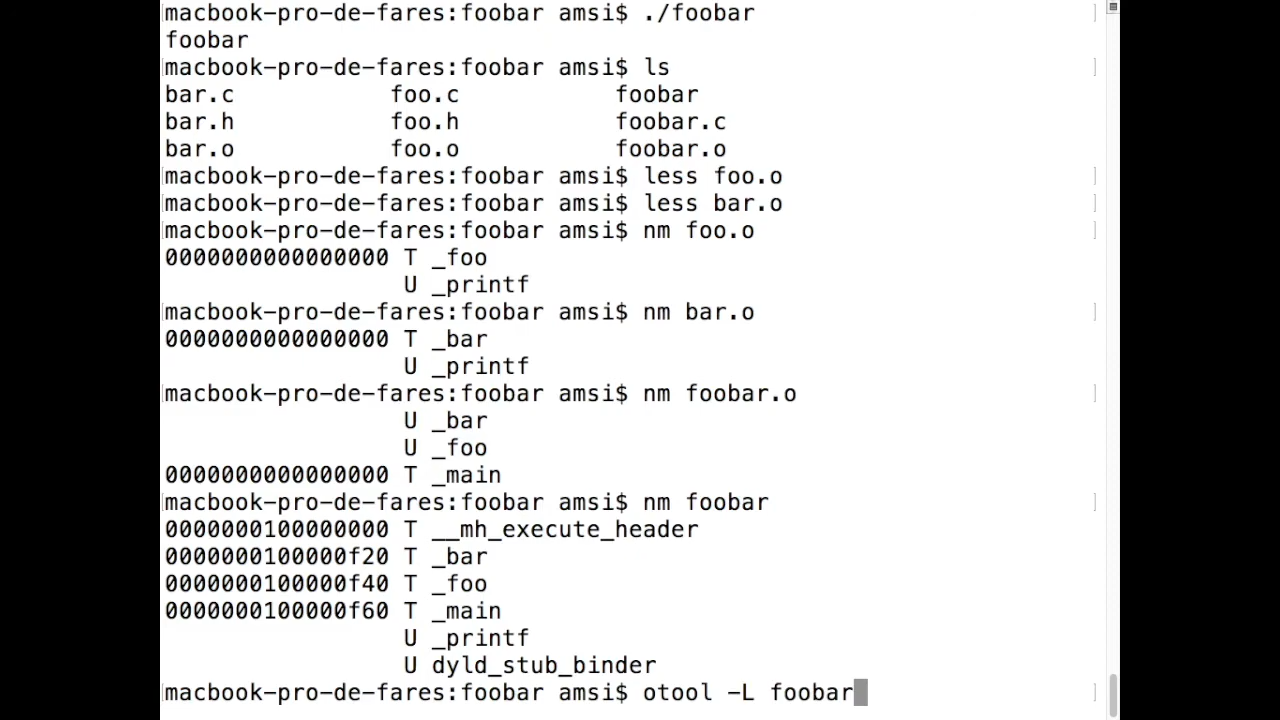 macbook-pro-de-fares:foobar amsi$ ./foobar
foobar
macbook-pro-de-fares:foobar amsi$ ls
bar.c foo.c foobar
bar.h foo.h foobar.c
bar.o foo.o foobar.o
macbook-pro-de-fares:foobar amsi$ less foo.o
macbook-pro-de-fares:foobar amsi$ less bar.o
macbook-pro-de-fares:foobar amsi$ nm foo.o
0000000000000000 T _foo
U _printf
macbook-pro-de-fares:foobar amsi$ nm bar.o
0000000000000000 T _bar
U _printf
macbook-pro-de-fares:foobar amsi$ nm foobar.o
U _bar
U _foo
0000000000000000 T _main
macbook-pro-de-fares:foobar amsi$ nm foobar
0000000100000000 T __mh_execute_header
0000000100000f20 T _bar
0000000100000f40 T _foo
0000000100000f60 T _main
U _printf
U dyld_stub_binder
macbook-pro-de-fares:foobar amsi$ otool -L foobar